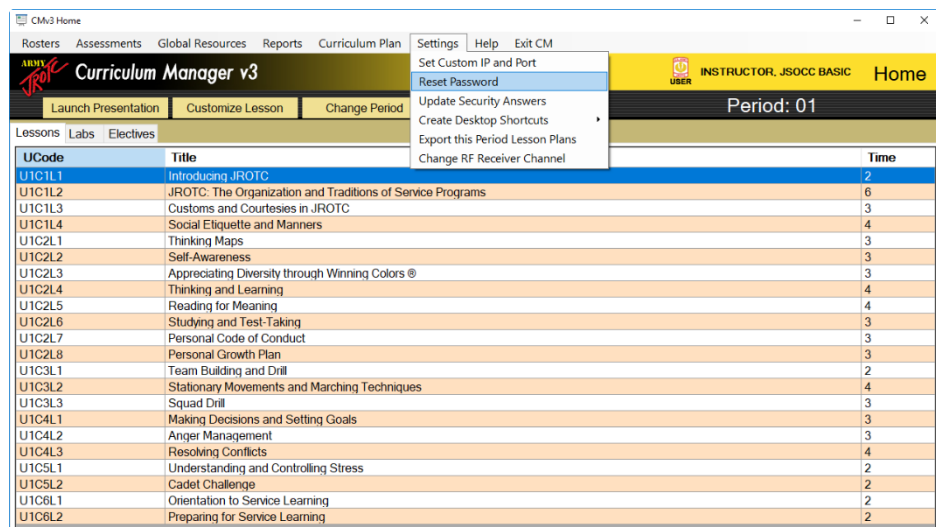 CMv3 Home
Rosters Assessments Global Resources Reports Curriculum Plan Settings Help Exit CM
ARMY JROTC Curriculum Manager v3
Set Custom IP and Port
Reset Password
Update Security Answers
Create Desktop Shortcuts
Export this Period Lesson Plans
Change RF Receiver Channel
USER INSTRUCTOR, JSOCC BASIC Home
Launch Presentation Customize Lesson Change Period Period: 01
Lessons Labs Electives
UCode Title Time
U1C1L1 Introducing JROTC 2
U1C1L2 JROTC: The Organization and Traditions of Service Programs 6
U1C1L3 Customs and Courtesies in JROTC 3
U1C1L4 Social Etiquette and Manners 4
U1C2L1 Thinking Maps 3
U1C2L2 Self-Awareness 3
U1C2L3 Appreciating Diversity through Winning Colors ® 3
U1C2L4 Thinking and Learning 4
U1C2L5 Reading for Meaning 4
U1C2L6 Studying and Test-Taking 3
U1C2L7 Personal Code of Conduct 3
U1C2L8 Personal Growth Plan 3
U1C3L1 Team Building and Drill 2
U1C3L2 Stationary Movements and Marching Techniques 4
U1C3L3 Squad Drill 3
U1C4L1 Making Decisions and Setting Goals 3
U1C4L2 Anger Management 3
U1C4L3 Resolving Conflicts 4
U1C5L1 Understanding and Controlling Stress 2
U1C5L2 Cadet Challenge 2
U1C6L1 Orientation to Service Learning 2
U1C6L2 Preparing for Service Learning 2